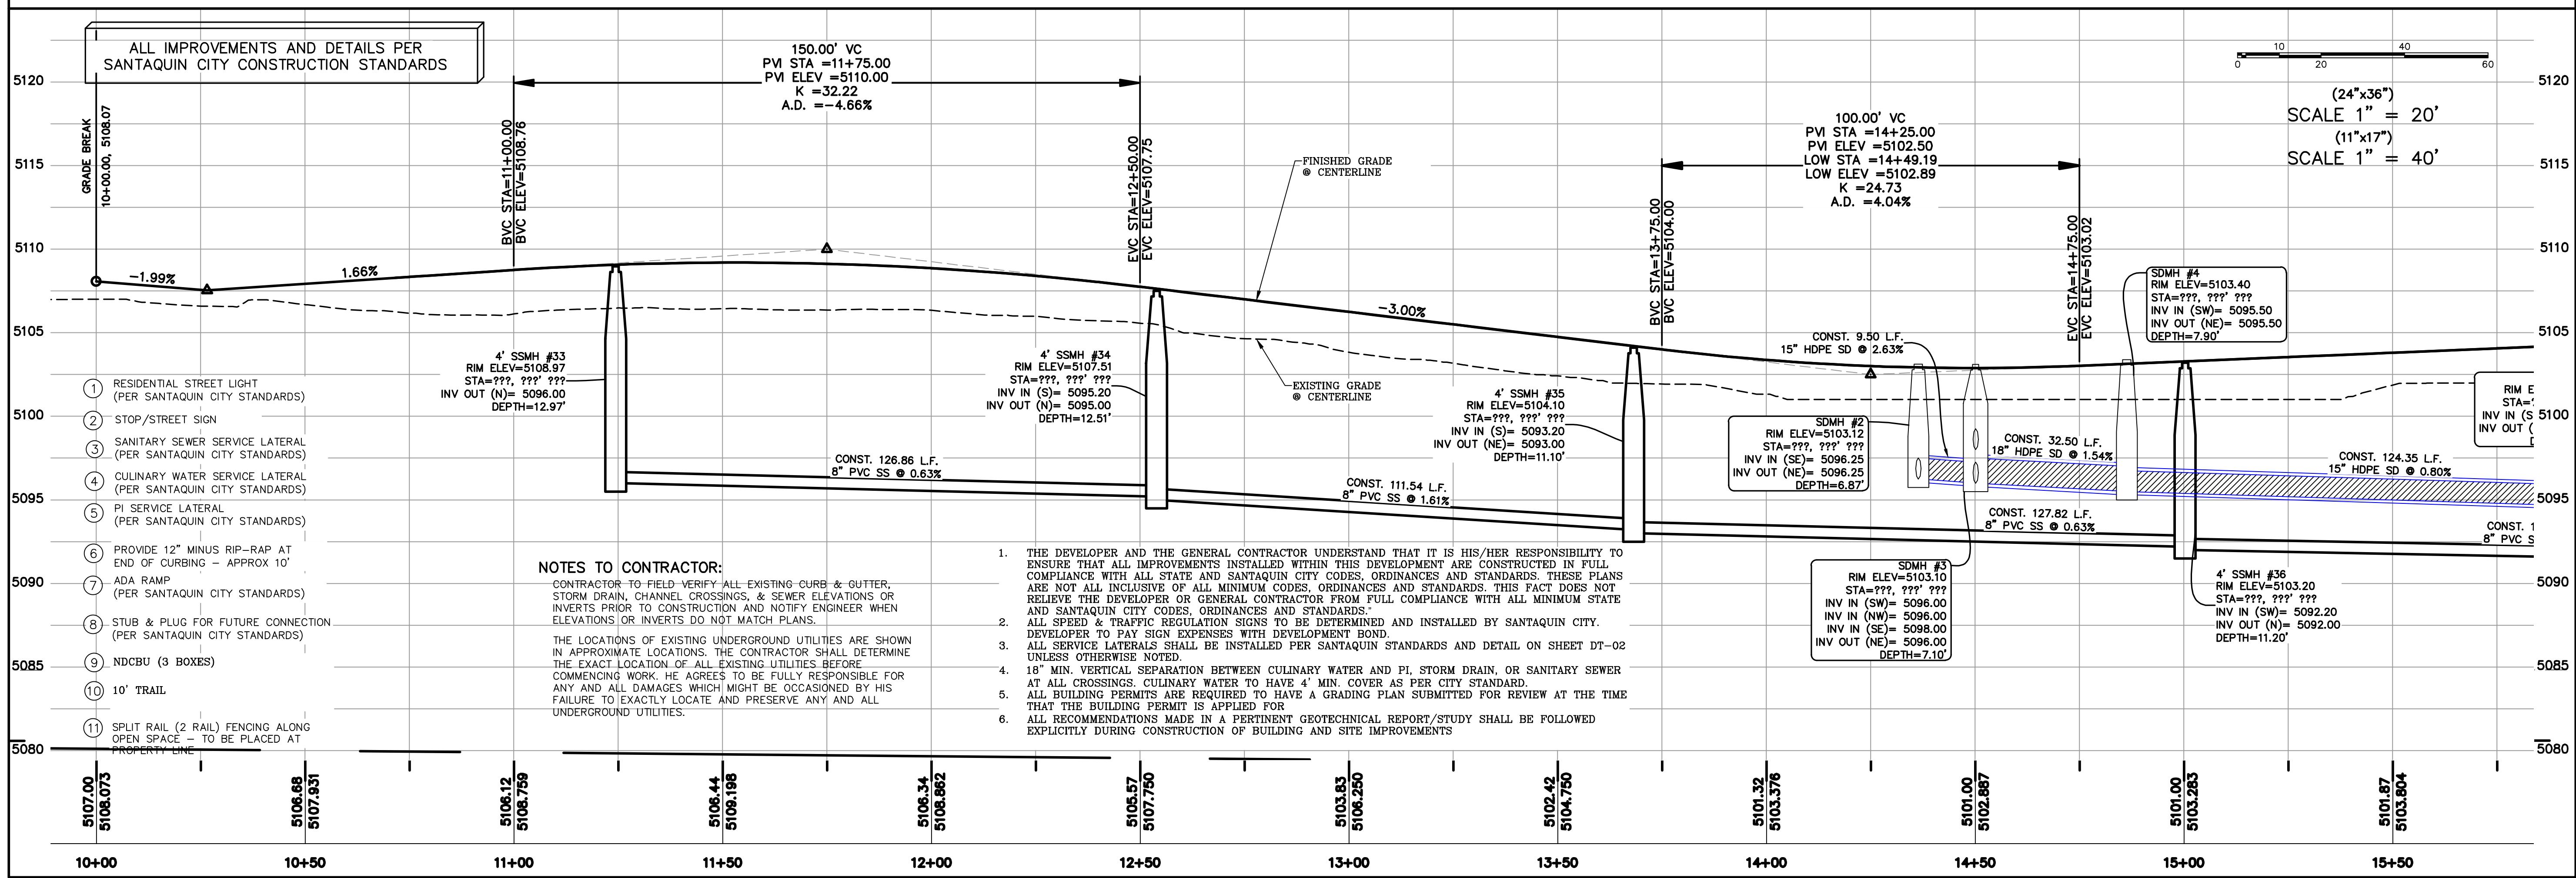 ALL IMPROVEMENTS AND DETAILS PER
SANTAQUIN CITY CONSTRUCTION STANDARDS
150.00' VC
PVI STA =11+75.00
PVI ELEV =5110.00
K =32.22
A.D. =-4.66%
100.00' VC
PVI STA =14+25.00
PVI ELEV =5102.50
LOW STA =14+49.19
LOW ELEV =5102.89
K =24.73
A.D. =4.04%
10 40
0 20 60
(24"x36")
SCALE 1" = 20'
(11"x17")
SCALE 1" = 40'
5120
5115
5110
5105
5100
5095
5090
5085
5080
5120
5115
5110
5105
5100
5095
5090
5085
5080
GRADE BREAK
10+00.00, 5108.07
BVC STA=11+00.00
BVC ELEV=5108.76
EVC STA=12+50.00
EVC ELEV=5107.75
BVC STA=13+75.00
BVC ELEV=5104.00
EVC STA=14+75.00
EVC ELEV=5103.02
-1.99%
1.66%
-3.00%
FINISHED GRADE
@ CENTERLINE
EXISTING GRADE
@ CENTERLINE
4' SSMH #33
RIM ELEV=5108.97
STA=???, ???' ???
INV OUT (N)= 5096.00
DEPTH=12.97'
4' SSMH #34
RIM ELEV=5107.51
STA=???, ???' ???
INV IN (S)= 5095.20
INV OUT (N)= 5095.00
DEPTH=12.51'
4' SSMH #35
RIM ELEV=5104.10
STA=???, ???' ???
INV IN (S)= 5093.20
INV OUT (NE)= 5093.00
DEPTH=11.10'
SDMH #2
RIM ELEV=5103.12
STA=???, ???' ???
INV IN (SE)= 5096.25
INV OUT (NE)= 5096.25
DEPTH=6.87'
SDMH #3
RIM ELEV=5103.10
STA=???, ???' ???
INV IN (SW)= 5096.00
INV IN (NW)= 5096.00
INV IN (SE)= 5098.00
INV OUT (NE)= 5096.00
DEPTH=7.10'
SDMH #4
RIM ELEV=5103.40
STA=???, ???' ???
INV IN (SW)= 5095.50
INV OUT (NE)= 5095.50
DEPTH=7.90'
4' SSMH #36
RIM ELEV=5103.20
STA=???, ???' ???
INV IN (SW)= 5092.20
INV OUT (N)= 5092.00
DEPTH=11.20'
RIM E
STA=?
INV IN (S
INV OUT (
CONST. 126.86 L.F.
8" PVC SS @ 0.63%
CONST. 111.54 L.F.
8" PVC SS @ 1.61%
CONST. 9.50 L.F.
15" HDPE SD @ 2.63%
CONST. 32.50 L.F.
18" HDPE SD @ 1.54%
CONST. 124.35 L.F.
15" HDPE SD @ 0.80%
CONST. 127.82 L.F.
8" PVC SS @ 0.63%
CONST. 1
8" PVC S
1 RESIDENTIAL STREET LIGHT
(PER SANTAQUIN CITY STANDARDS)
2 STOP/STREET SIGN
3 SANITARY SEWER SERVICE LATERAL
(PER SANTAQUIN CITY STANDARDS)
4 CULINARY WATER SERVICE LATERAL
(PER SANTAQUIN CITY STANDARDS)
5 PI SERVICE LATERAL
(PER SANTAQUIN CITY STANDARDS)
6 PROVIDE 12" MINUS RIP-RAP AT
END OF CURBING - APPROX 10'
7 ADA RAMP
(PER SANTAQUIN CITY STANDARDS)
8 STUB & PLUG FOR FUTURE CONNECTION
(PER SANTAQUIN CITY STANDARDS)
9 NDCBU (3 BOXES)
10 10' TRAIL
11 SPLIT RAIL (2 RAIL) FENCING ALONG
OPEN SPACE - TO BE PLACED AT
PROPERTY LINE
NOTES TO CONTRACTOR:
CONTRACTOR TO FIELD VERIFY ALL EXISTING CURB & GUTTER,
STORM DRAIN, CHANNEL CROSSINGS, & SEWER ELEVATIONS OR
INVERTS PRIOR TO CONSTRUCTION AND NOTIFY ENGINEER WHEN
ELEVATIONS OR INVERTS DO NOT MATCH PLANS.
THE LOCATIONS OF EXISTING UNDERGROUND UTILITIES ARE SHOWN
IN APPROXIMATE LOCATIONS. THE CONTRACTOR SHALL DETERMINE
THE EXACT LOCATION OF ALL EXISTING UTILITIES BEFORE
COMMENCING WORK. HE AGREES TO BE FULLY RESPONSIBLE FOR
ANY AND ALL DAMAGES WHICH MIGHT BE OCCASIONED BY HIS
FAILURE TO EXACTLY LOCATE AND PRESERVE ANY AND ALL
UNDERGROUND UTILITIES.
1. THE DEVELOPER AND THE GENERAL CONTRACTOR UNDERSTAND THAT IT IS HIS/HER RESPONSIBILITY TO
ENSURE THAT ALL IMPROVEMENTS INSTALLED WITHIN THIS DEVELOPMENT ARE CONSTRUCTED IN FULL
COMPLIANCE WITH ALL STATE AND SANTAQUIN CITY CODES, ORDINANCES AND STANDARDS. THESE PLANS
ARE NOT ALL INCLUSIVE OF ALL MINIMUM CODES, ORDINANCES AND STANDARDS. THIS FACT DOES NOT
RELIEVE THE DEVELOPER OR GENERAL CONTRACTOR FROM FULL COMPLIANCE WITH ALL MINIMUM STATE
AND SANTAQUIN CITY CODES, ORDINANCES AND STANDARDS."
2. ALL SPEED & TRAFFIC REGULATION SIGNS TO BE DETERMINED AND INSTALLED BY SANTAQUIN CITY.
DEVELOPER TO PAY SIGN EXPENSES WITH DEVELOPMENT BOND.
3. ALL SERVICE LATERALS SHALL BE INSTALLED PER SANTAQUIN STANDARDS AND DETAIL ON SHEET DT-02
UNLESS OTHERWISE NOTED.
4. 18" MIN. VERTICAL SEPARATION BETWEEN CULINARY WATER AND PI, STORM DRAIN, OR SANITARY SEWER
AT ALL CROSSINGS. CULINARY WATER TO HAVE 4' MIN. COVER AS PER CITY STANDARD.
5. ALL BUILDING PERMITS ARE REQUIRED TO HAVE A GRADING PLAN SUBMITTED FOR REVIEW AT THE TIME
THAT THE BUILDING PERMIT IS APPLIED FOR
6. ALL RECOMMENDATIONS MADE IN A PERTINENT GEOTECHNICAL REPORT/STUDY SHALL BE FOLLOWED
EXPLICITLY DURING CONSTRUCTION OF BUILDING AND SITE IMPROVEMENTS
5107.00
5108.073
5106.68
5107.931
5106.12
5108.759
5106.44
5109.198
5106.34
5108.862
5105.57
5107.750
5103.83
5106.250
5102.42
5104.750
5101.32
5103.376
5101.00
5102.887
5101.00
5103.283
5101.87
5103.804
10+00 10+50 11+00 11+50 12+00 12+50 13+00 13+50 14+00 14+50 15+00 15+50